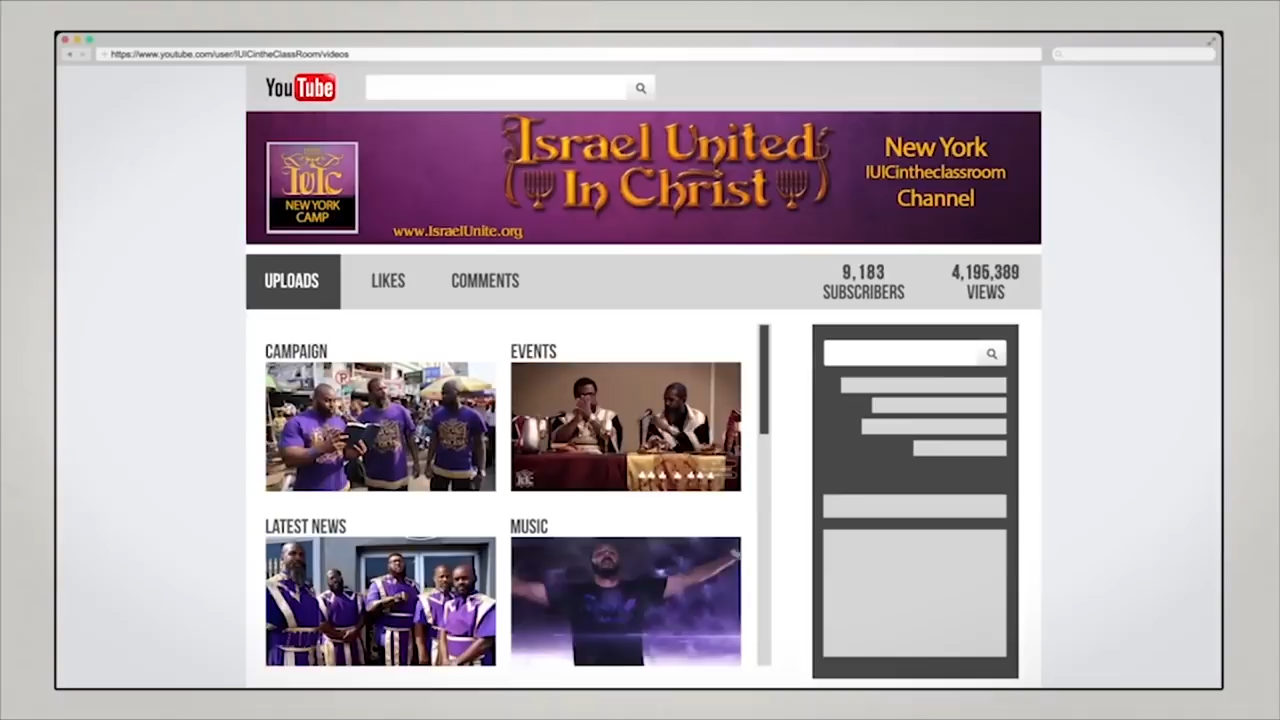 https://www.youtube.com/user/IUICintheClassRoom/videos
YouTube
Israel United
In Christ
IUIC
NEW YORK
CAMP
www.IsraelUnite.org
New York
IUICintheclassroom
Channel
UPLOADS
LIKES
COMMENTS
9,183
SUBSCRIBERS
4,195,389
VIEWS
CAMPAIGN
EVENTS
LATEST NEWS
MUSIC